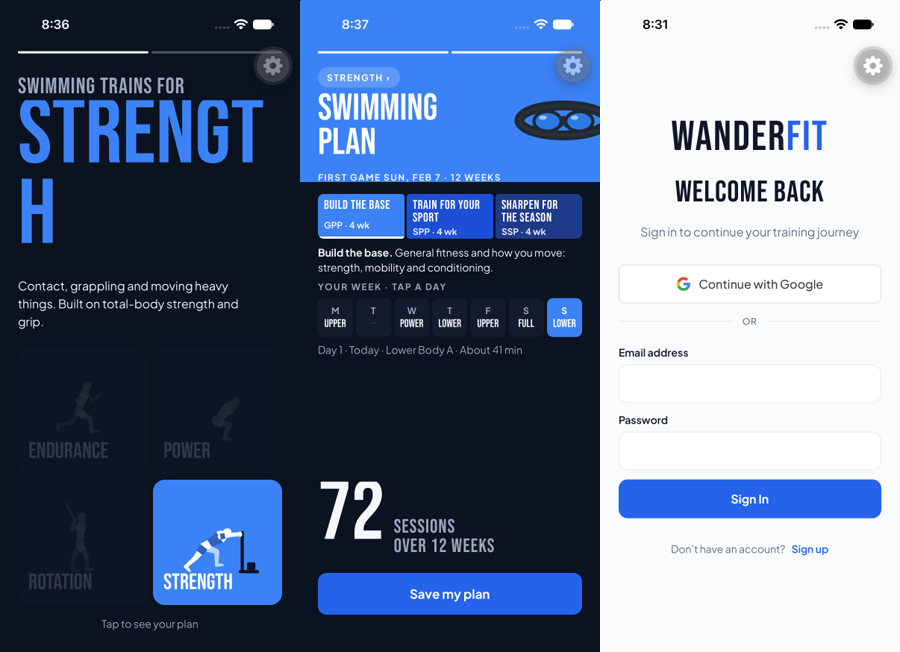 8:36
SWIMMING TRAINS FOR
STRENGT
H
Contact, grappling and moving heavy
things. Built on total-body strength and
grip.
ENDURANCE
POWER
ROTATION
STRENGTH
Tap to see your plan
8:37
STRENGTH ›
SWIMMING
PLAN
FIRST GAME SUN, FEB 7 · 12 WEEKS
BUILD THE BASE
GPP · 4 wk
TRAIN FOR YOUR
SPORT
SPP · 4 wk
SHARPEN FOR
THE SEASON
SSP · 4 wk
Build the base. General fitness and how you move:
strength, mobility and conditioning.
YOUR WEEK · TAP A DAY
M T W T F S S
UPPER – POWER LOWER UPPER FULL LOWER
Day 1 · Today · Lower Body A · About 41 min
72 SESSIONS
OVER 12 WEEKS
Save my plan
8:31
WANDERFIT
WELCOME BACK
Sign in to continue your training journey
Continue with Google
OR
Email address
Password
Sign In
Don't have an account? Sign up